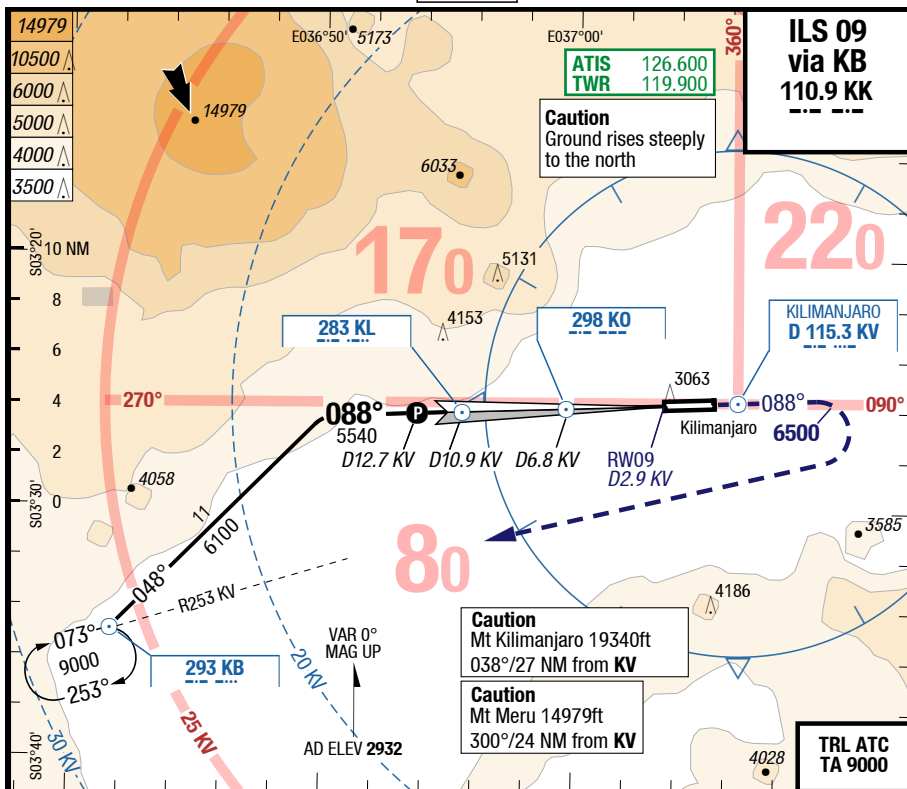 14979
10500
6000
5000
4000
3500
E036°50'
5173
E037°00'
360°
ILS 09
via KB
110.9 KK
ATIS 126.600
TWR 119.900
Caution
Ground rises steeply
to the north
14979
6033
S03°20'
10 NM
8
6
4
2
0
170
220
5131
4153
283 KL
298 KO
KILIMANJARO
D 115.3 KV
3063
270°
088°
5540
P
088°
6500
090°
Kilimanjaro
D12.7 KV
D10.9 KV
D6.8 KV
RW09
D2.9 KV
4058
S03°30'
11
6100
048°
80
3585
R253 KV
4186
073°
9000
253°
293 KB
VAR 0°
MAG UP
20 KV
25 KV
30 KV
AD ELEV 2932
Caution
Mt Kilimanjaro 19340ft
038°/27 NM from KV
Caution
Mt Meru 14979ft
300°/24 NM from KV
S03°40'
4028
TRL ATC
TA 9000